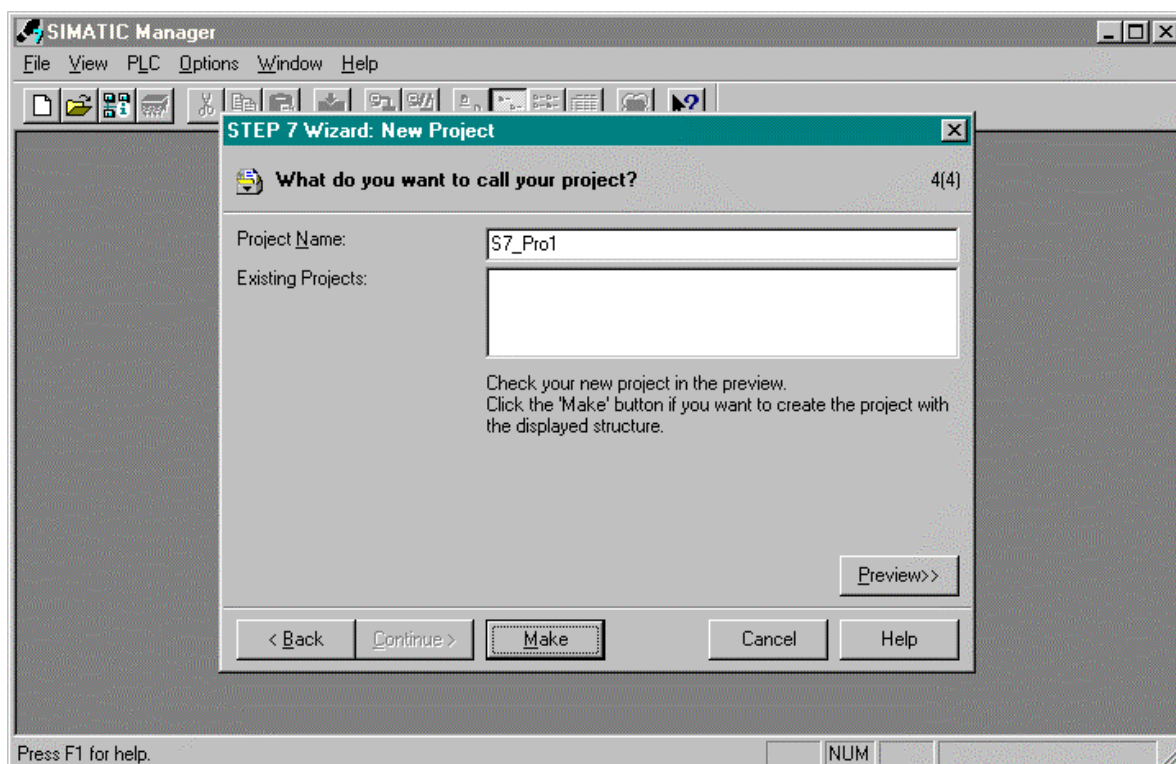 SIMATIC Manager
File View PLC Options Window Help
STEP 7 Wizard: New Project
What do you want to call your project?
4(4)
Project Name:
S7_Pro1
Existing Projects:
Check your new project in the preview.
Click the 'Make' button if you want to create the project with
the displayed structure.
Preview>>
< Back Continue > Make Cancel Help
Press F1 for help.
NUM